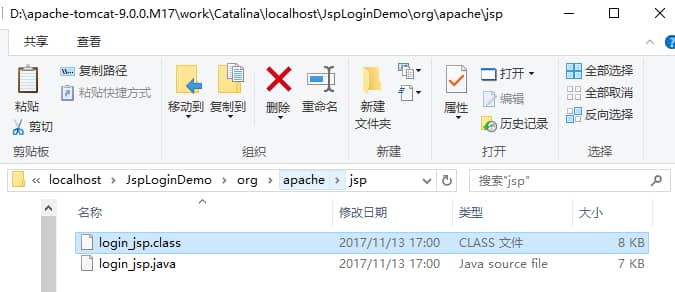 D:\apache-tomcat-9.0.0.M17\work\Catalina\localhost\JspLoginDemo\org\apache\jsp
共享 查看
粘贴
剪切
复制路径
粘贴快捷方式
剪贴板
移动到 复制到 删除 重命名
组织
新建
文件夹
新建
属性
打开
编辑
历史记录
打开
全部选择
全部取消
反向选择
选择
« localhost JspLoginDemo org apache jsp 搜索"jsp"
名称 修改日期 类型 大小
login_jsp.class 2017/11/13 17:00 CLASS 文件 8 KB
login_jsp.java 2017/11/13 17:00 Java source file 7 KB